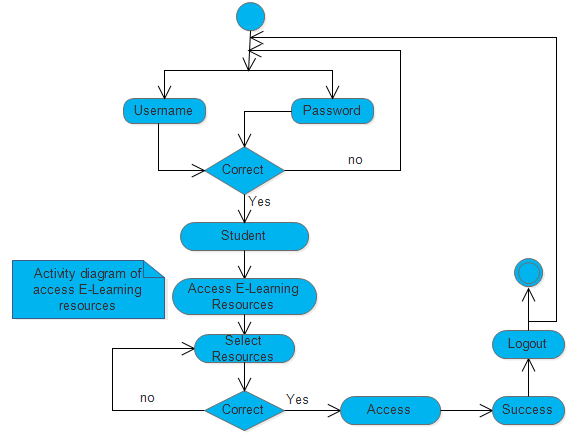 Username
Password
Correct
no
Yes
Student
Activity diagram of
access E-Learning
resources
Access E-Learning
Resources
Select
Resources
Logout
no
Correct
Yes
Access
Success